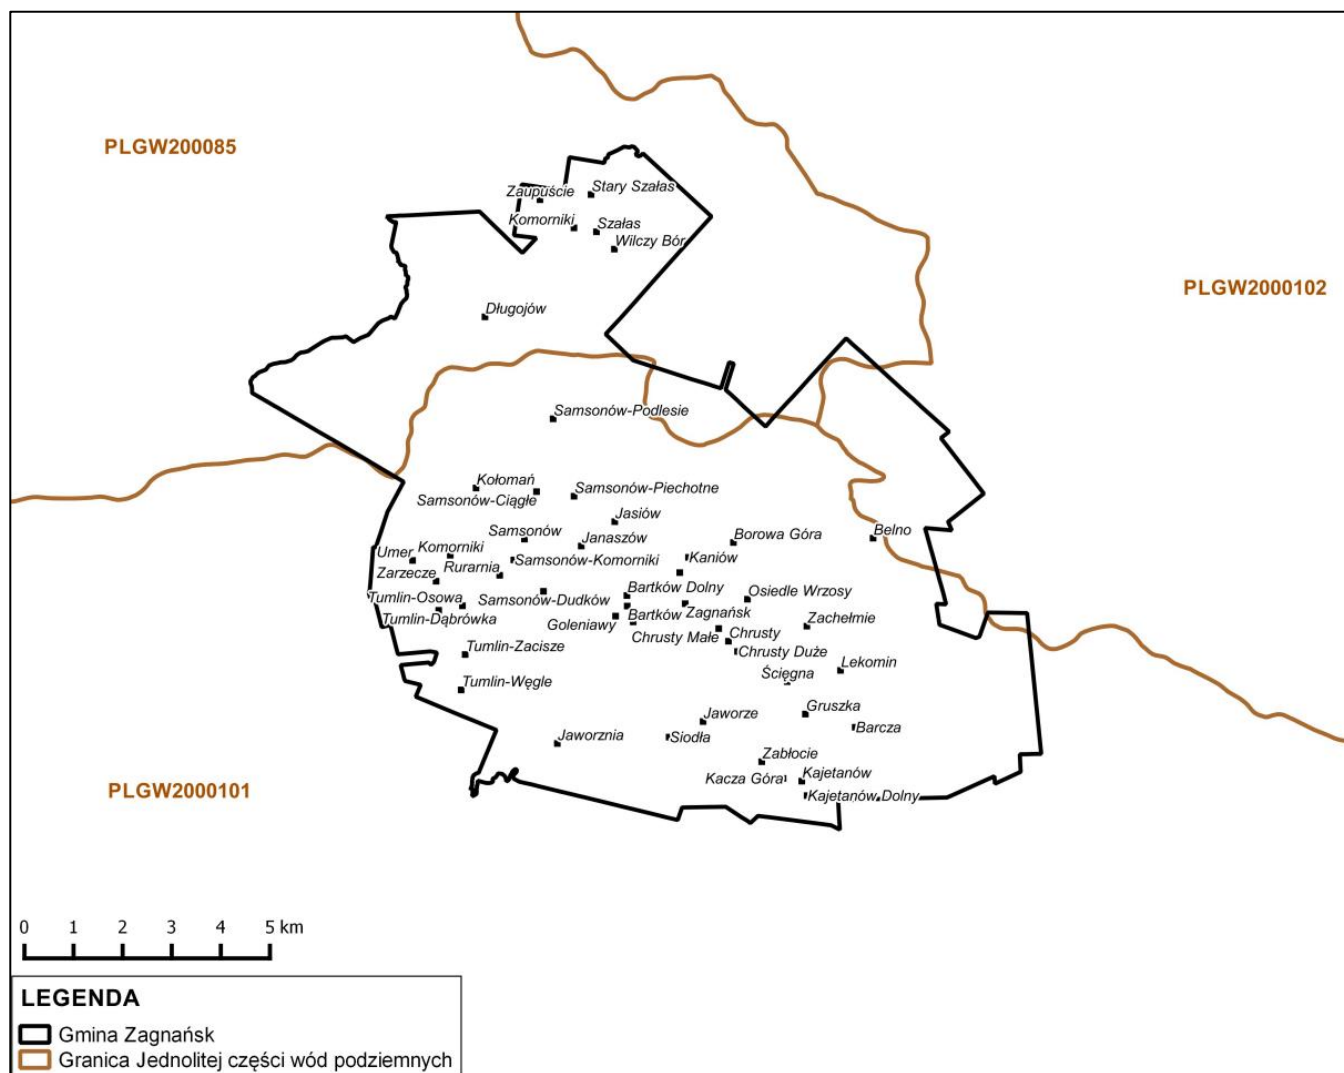 PLGW200085
Stary Szałas
Zaupuście
Komorniki
Szałas
Wilczy Bór
PLGW2000102
Długojów
Samsonów-Podlesie
Kołomań
Samsonów-Ciągłe
Samsonów-Piechotne
Jasiów
Samsonów
Janaszów
Borowa Góra
Belno
Umer
Komorniki
Rurarnia
Samsonów-Komorniki
Kaniów
Zarzecze
Tumlin-Osowa
Samsonów-Dudków
Bartków Dolny
Osiedle Wrzosy
Tumlin-Dąbrówka
Goleniawy
Bartków
Zagnańsk
Zachełmie
Chrusty Małe
Chrusty
Tumlin-Zacisze
Chrusty Duże
Lekomin
Ścięgna
Tumlin-Węgle
Jaworze
Gruszka
Jaworznia
Siodła
Barcza
Zabłocie
Kacza Góra
Kajetanów
PLGW2000101
Kajetanów Dolny
0 1 2 3 4 5 km
LEGENDA
Gmina Zagnańsk
Granica Jednolitej części wód podziemnych